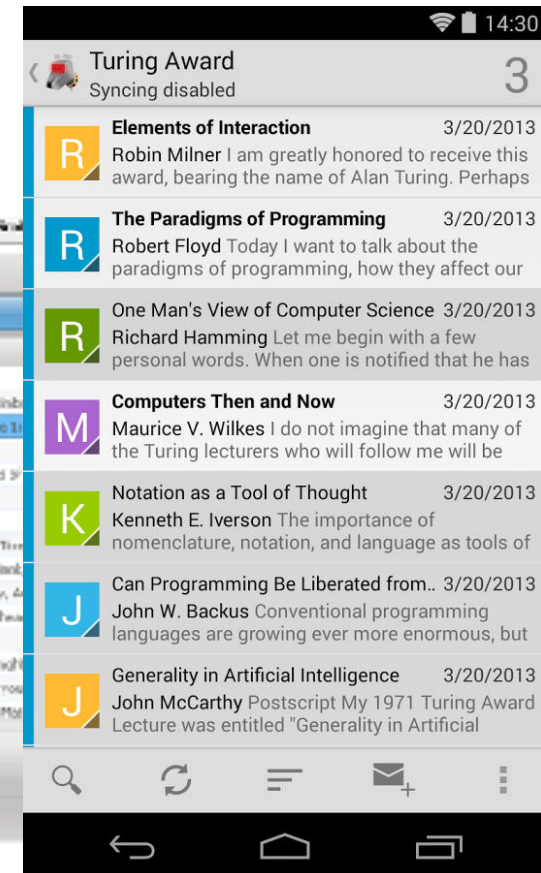 14:30
Turing Award
3
Syncing disabled
Elements of Interaction 3/20/2013
R
Robin Milner I am greatly honored to receive this
award, bearing the name of Alan Turing. Perhaps
The Paradigms of Programming 3/20/2013
R
Robert Floyd Today I want to talk about the
paradigms of programming, how they affect our
One Man's View of Computer Science 3/20/2013
R
Richard Hamming Let me begin with a few
personal words. When one is notified that he has
Computers Then and Now 3/20/2013
M
Maurice V. Wilkes I do not imagine that many of
the Turing lecturers who will follow me will be
Notation as a Tool of Thought 3/20/2013
K
Kenneth E. Iverson The importance of
nomenclature, notation, and language as tools of
Can Programming Be Liberated from.. 3/20/2013
J
John W. Backus Conventional programming
languages are growing ever more enormous, but
Generality in Artificial Intelligence 3/20/2013
J
John McCarthy Postscript My 1971 Turing Award
Lecture was entitled "Generality in Artificial